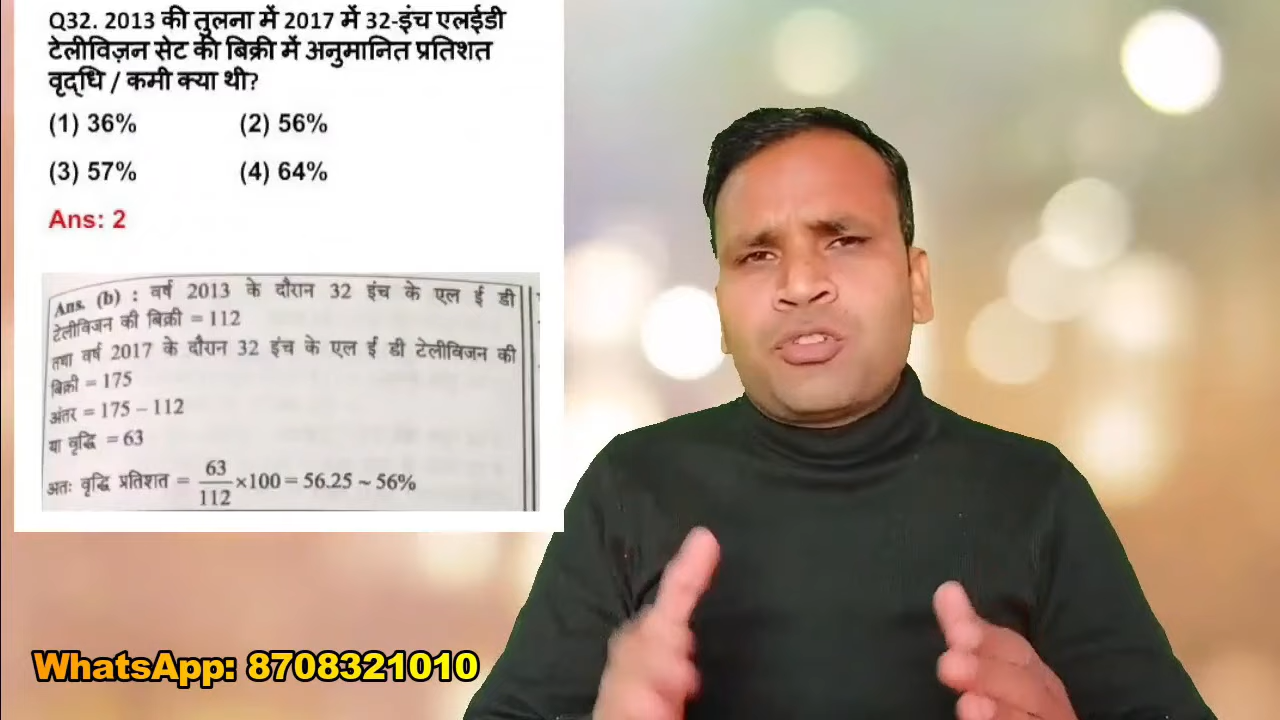 Q32. 2013 की तुलना में 2017 में 32-इंच एलईडी
टेलीविज़न सेट की बिक्री में अनुमानित प्रतिशत
वृद्धि / कमी क्या थी?
(1) 36% (2) 56%
(3) 57% (4) 64%
Ans: 2
Ans. (b) : वर्ष 2013 के दौरान 32 इंच के एल ई डी
टेलीविजन की बिक्री = 112
तथा वर्ष 2017 के दौरान 32 इंच के एल ई डी टेलीविजन की
बिक्री = 175
अंतर = 175 – 112
या वृद्धि = 63
अतः वृद्धि प्रतिशत = 63/112 ×100 = 56.25 ~ 56%
WhatsApp: 8708321010